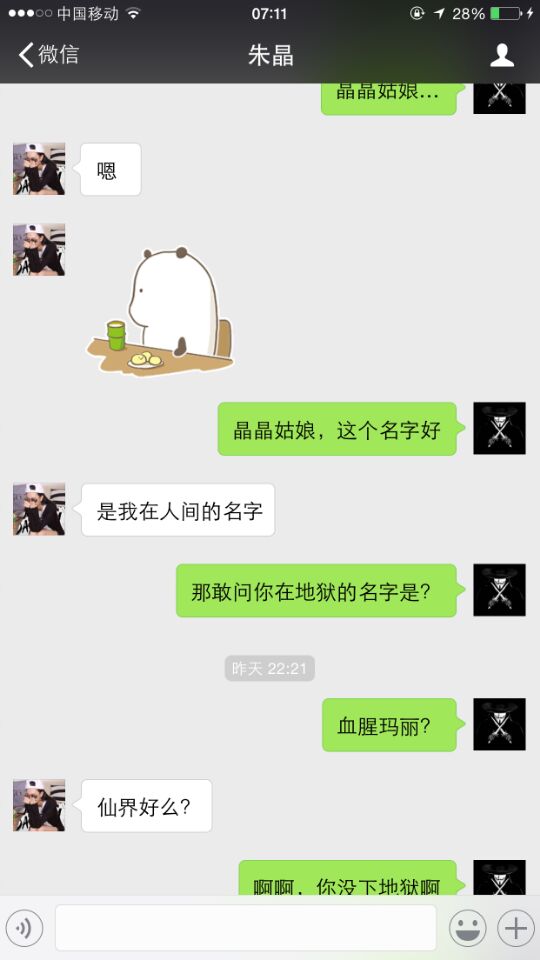 中国移动 07:11 28%
微信 朱晶
晶晶姑娘...
嗯
晶晶姑娘，这个名字好
是我在人间的名字
那敢问你在地狱的名字是？
昨天 22:21
血腥玛丽？
仙界好么？
啊啊，你没下地狱啊